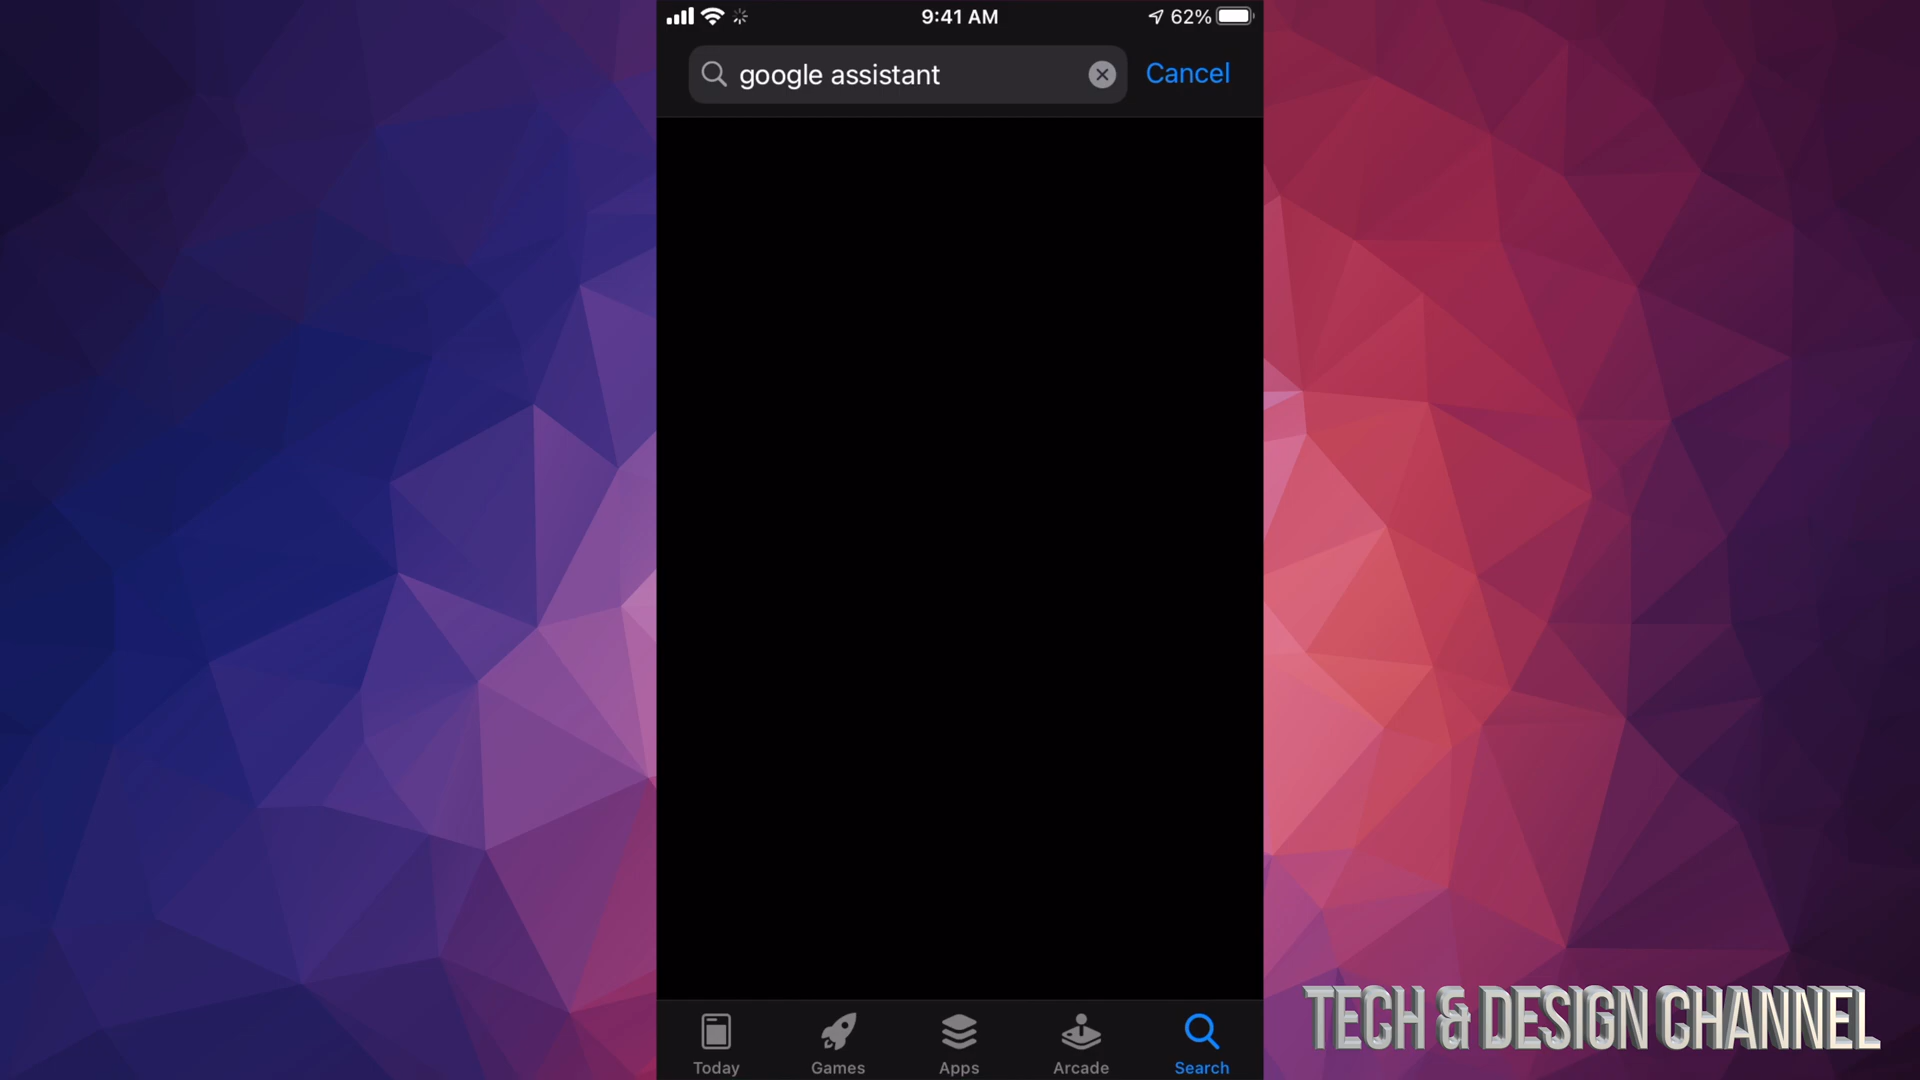 9:41 AM
62%
google assistant
Cancel
Today
Games
Apps
Arcade
Search
TECH & DESIGN CHANNEL